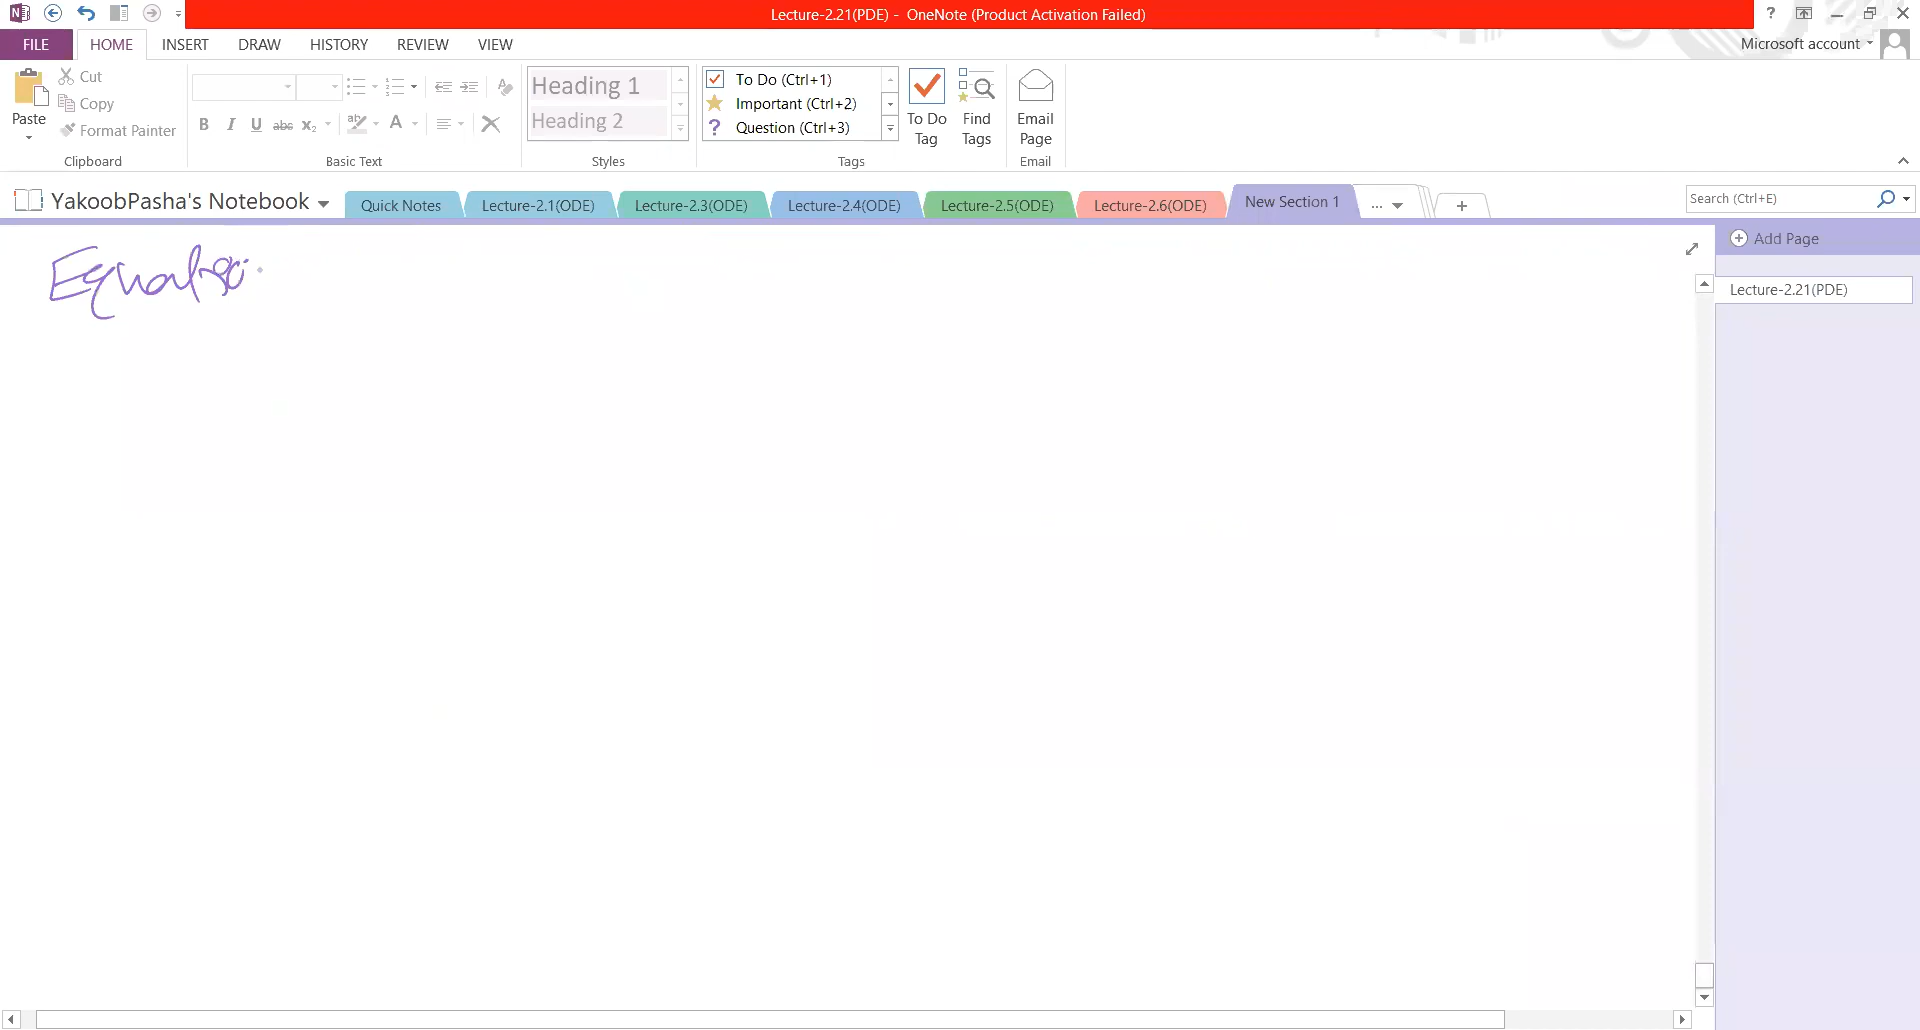 Lecture-2.21(PDE) - OneNote (Product Activation Failed)
?
FILE HOME INSERT DRAW HISTORY REVIEW VIEW
Microsoft account
Paste
Cut
Copy
Format Painter
Clipboard
B I U abc x₂ ab A
Basic Text
Heading 1
Heading 2
Styles
To Do (Ctrl+1)
Important (Ctrl+2)
? Question (Ctrl+3)
Tags
To Do
Tag
Find
Tags
Email
Page
Email
YakoobPasha's Notebook
Quick Notes Lecture-2.1(ODE) Lecture-2.3(ODE) Lecture-2.4(ODE) Lecture-2.5(ODE) Lecture-2.6(ODE) New Section 1 ... +
Search (Ctrl+E)
Add Page
Lecture-2.21(PDE)